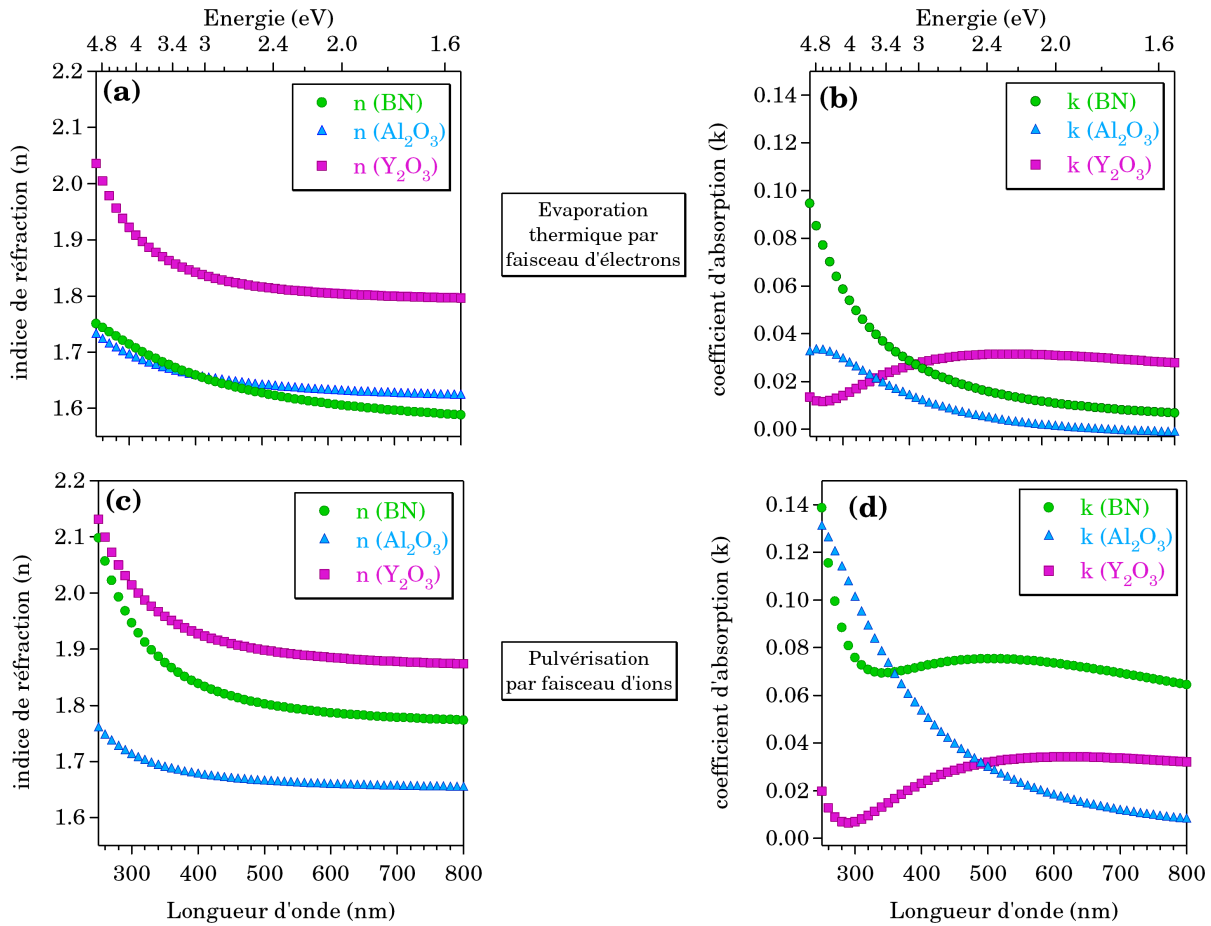 Energie (eV)
4.8 4 3.4 3 2.4 2.0 1.6
2.2
2.1
2.0
1.9
1.8
1.7
1.6
indice de réfraction (n)
(a)
n (BN)
n (Al₂O₃)
n (Y₂O₃)
Evaporation
thermique par
faisceau d'électrons
Energie (eV)
4.8 4 3.4 3 2.4 2.0 1.6
0.14
0.12
0.10
0.08
0.06
0.04
0.02
0.00
coefficient d'absorption (k)
(b)
k (BN)
k (Al₂O₃)
k (Y₂O₃)
2.2
2.1
2.0
1.9
1.8
1.7
1.6
indice de réfraction (n)
(c)
n (BN)
n (Al₂O₃)
n (Y₂O₃)
300 400 500 600 700 800
Longueur d'onde (nm)
Pulvérisation
par faisceau d'ions
0.14
0.12
0.10
0.08
0.06
0.04
0.02
0.00
coefficient d'absorption (k)
(d)
k (BN)
k (Al₂O₃)
k (Y₂O₃)
300 400 500 600 700 800
Longueur d'onde (nm)